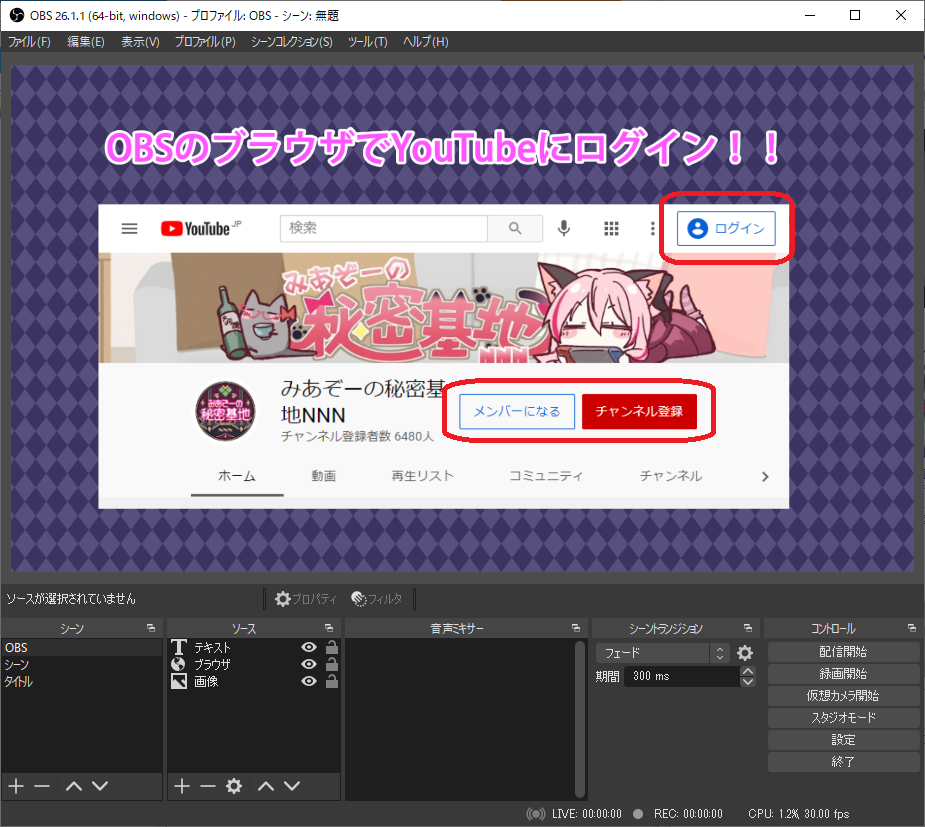 OBS 26.1.1 (64-bit, windows) - プロファイル: OBS - シーン: 無題
ファイル(F) 編集(E) 表示(V) プロファイル(P) シーンコレクション(S) ツール(T) ヘルプ(H)
OBSのブラウザでYouTubeにログイン！！
YouTube JP 検索 ログイン
みあぞーの
秘密基地
NNN
みあぞーの
秘密基地
みあぞーの秘密基
地NNN
メンバーになる チャンネル登録
チャンネル登録者数 6480人
ホーム 動画 再生リスト コミュニティ チャンネル
ソースが選択されていません プロパティ フィルタ
シーン ソース 音声ミキサー シーントランジション コントロール
OBS
シーン
タイトル
テキスト
ブラウザ
画像
フェード
期間 300 ms
配信開始
録画開始
仮想カメラ開始
スタジオモード
設定
終了
LIVE: 00:00:00 REC: 00:00:00 CPU: 1.2%, 30.00 fps